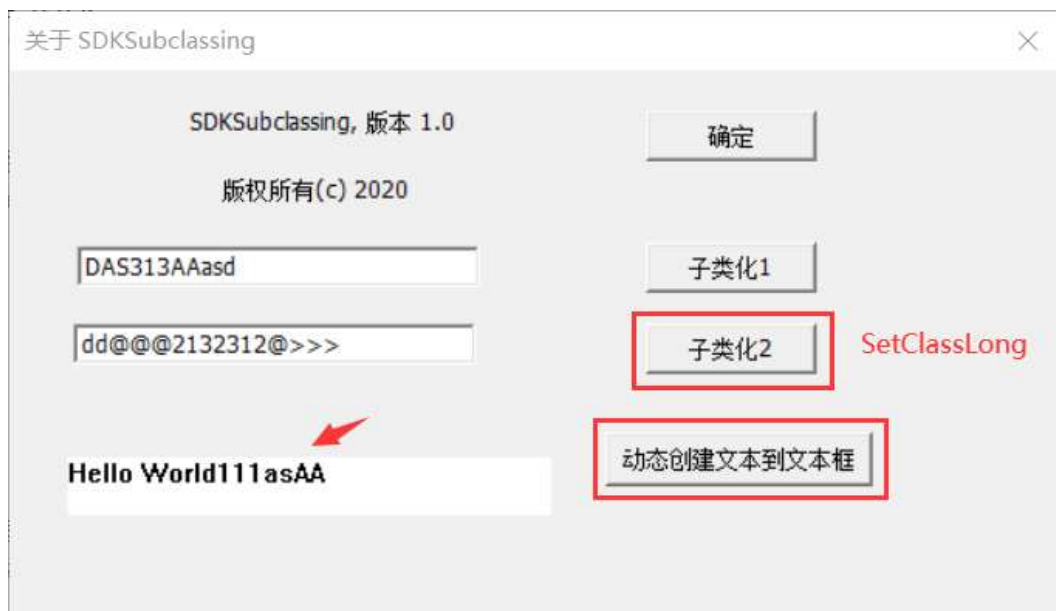 关于 SDKSubclassing
SDKSubclassing, 版本 1.0
确定
版权所有(c) 2020
DAS313AAasd
子类化1
dd@@@2132312@>>>
子类化2
SetClassLong
动态创建文本到文本框
Hello World111asAA